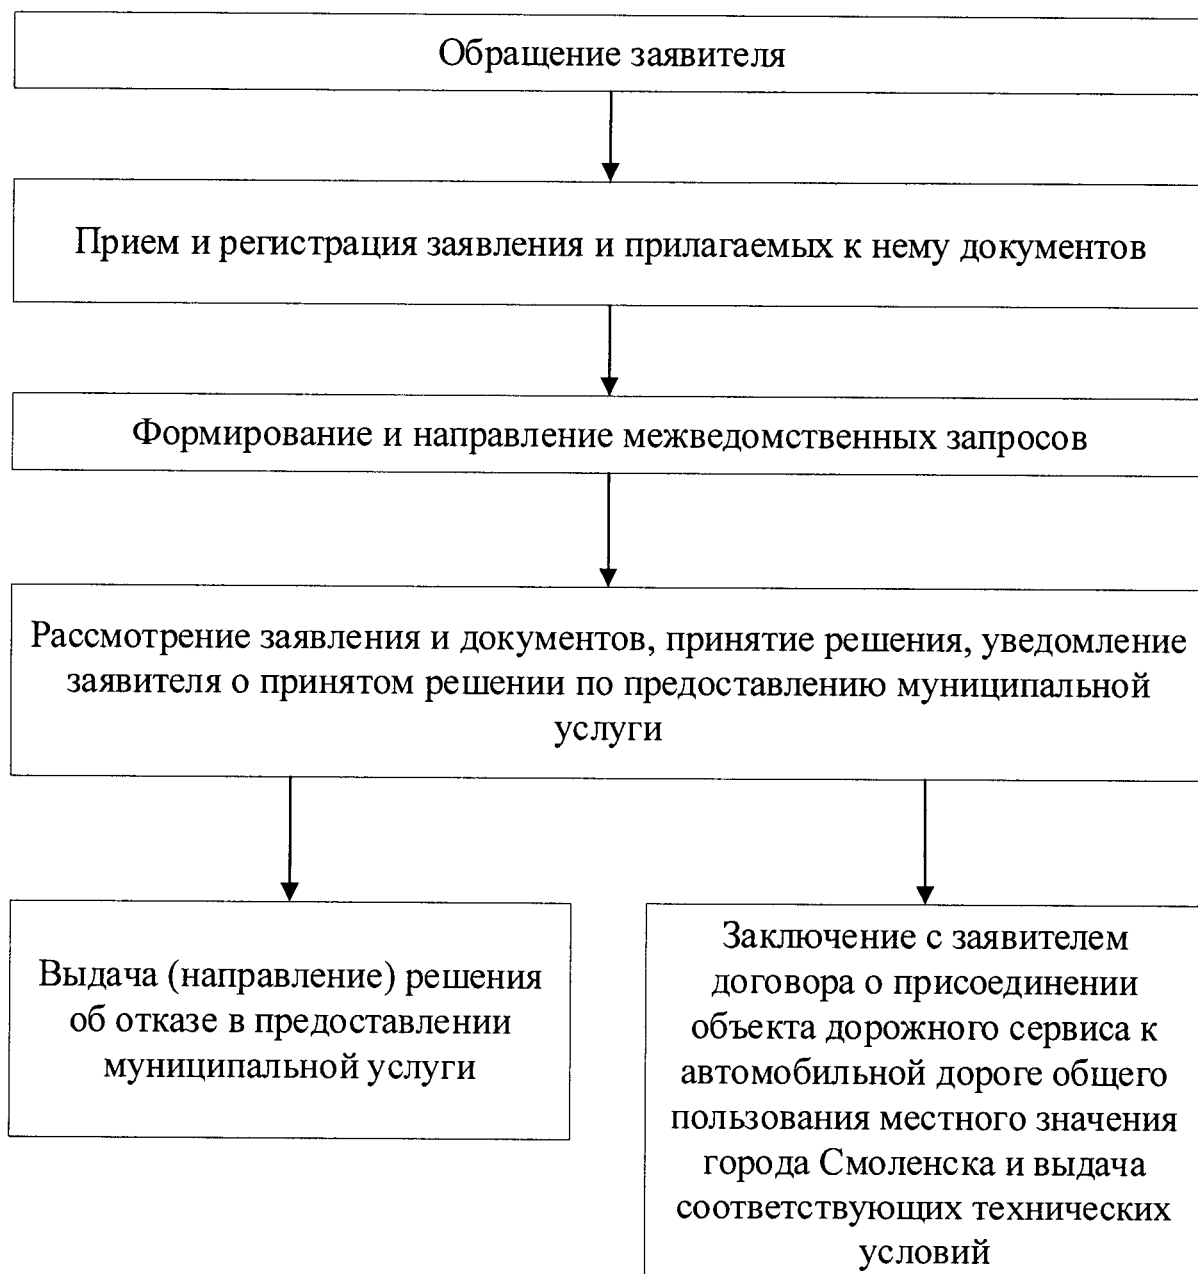 Обращение заявителя
Прием и регистрация заявления и прилагаемых к нему документов
Формирование и направление межведомственных запросов
Рассмотрение заявления и документов, принятие решения, уведомление
заявителя о принятом решении по предоставлению муниципальной
услуги
Выдача (направление) решения
об отказе в предоставлении
муниципальной услуги
Заключение с заявителем
договора о присоединении
объекта дорожного сервиса к
автомобильной дороге общего
пользования местного значения
города Смоленска и выдача
соответствующих технических
условий